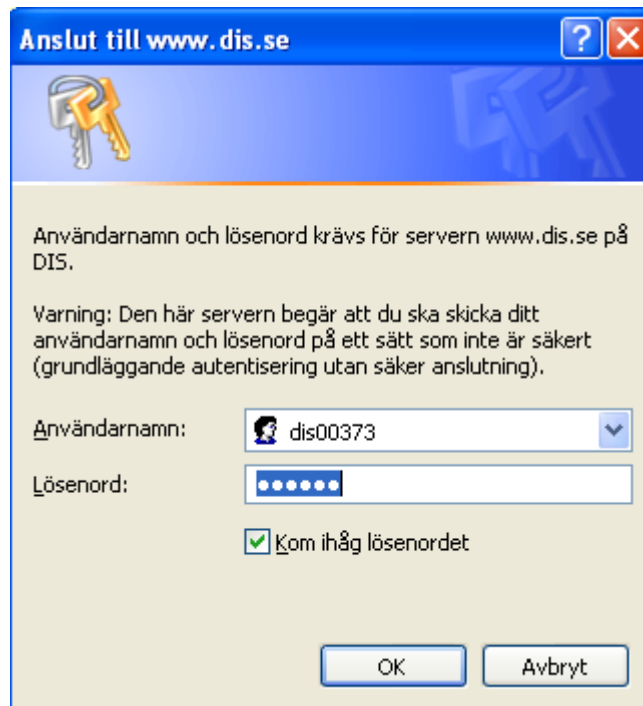 Anslut till www.dis.se
Användarnamn och lösenord krävs för servern www.dis.se på
DIS.
Varning: Den här servern begär att du ska skicka ditt
användarnamn och lösenord på ett sätt som inte är säkert
(grundläggande autentisering utan säker anslutning).
Användarnamn: dis00373
Lösenord: ●●●●●●
Kom ihåg lösenordet
OK Avbryt